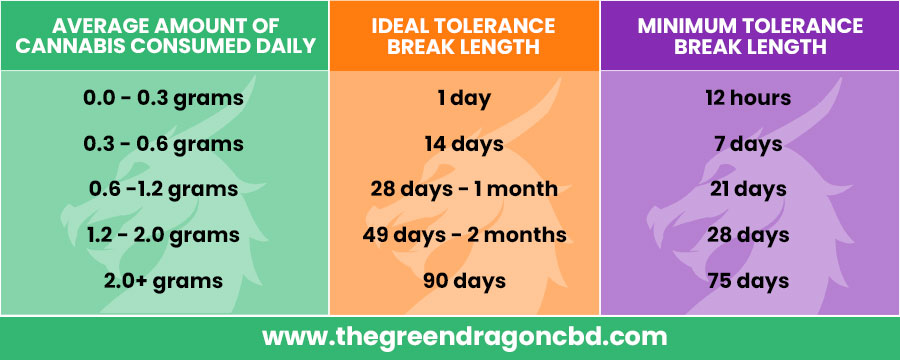 AVERAGE AMOUNT OF
CANNABIS CONSUMED DAILY
IDEAL TOLERANCE
BREAK LENGTH
MINIMUM TOLERANCE
BREAK LENGTH
0.0 - 0.3 grams 1 day 12 hours
0.3 - 0.6 grams 14 days 7 days
0.6 -1.2 grams 28 days - 1 month 21 days
1.2 - 2.0 grams 49 days - 2 months 28 days
2.0+ grams 90 days 75 days
www.thegreendragoncbd.com